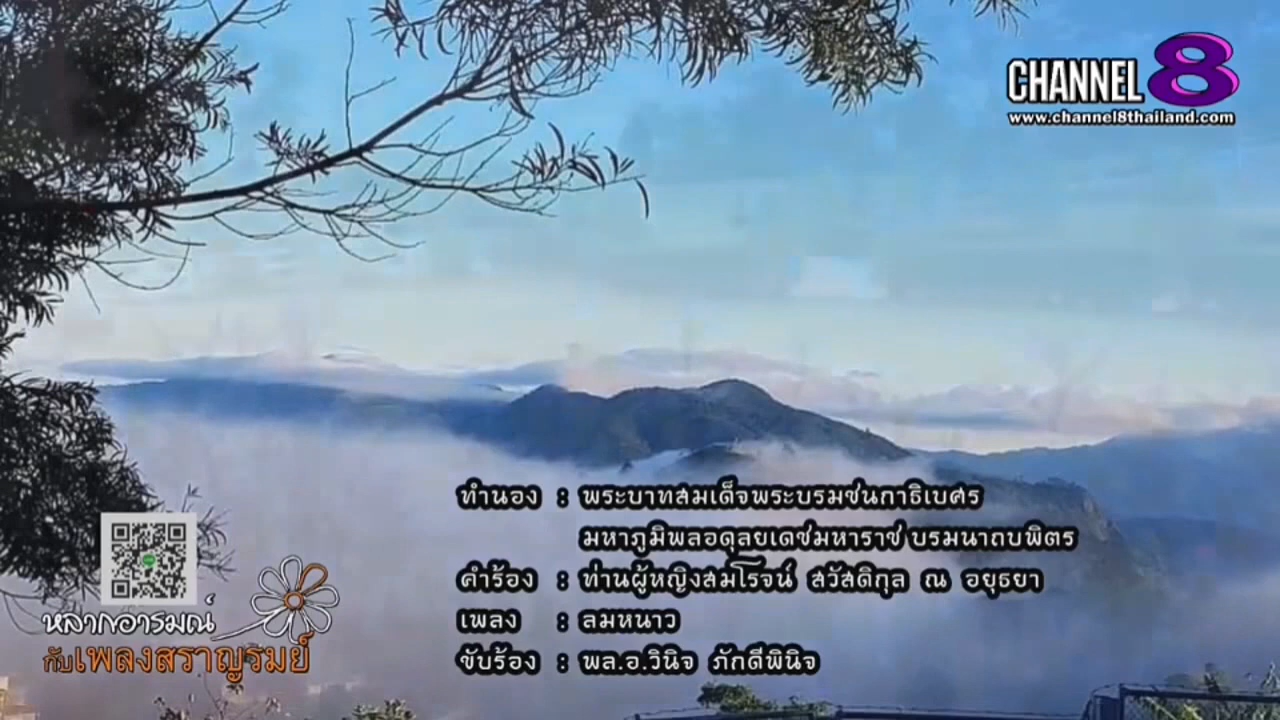 CHANNEL 8
www.channel8thailand.com
ทำนอง : พระบาทสมเด็จพระบรมชนกาธิเบศร
มหาภูมิพลอดุลยเดชมหาราช บรมนาถบพิตร
คำร้อง : ท่านผู้หญิงสมโรจน์ สวัสดิกุล ณ อยุธยา
เพลง : ลมหนาว
ขับร้อง : พล.อ.วินิจ ภักดีพินิจ
หลากอารมณ์
กับเพลงสราญรมย์